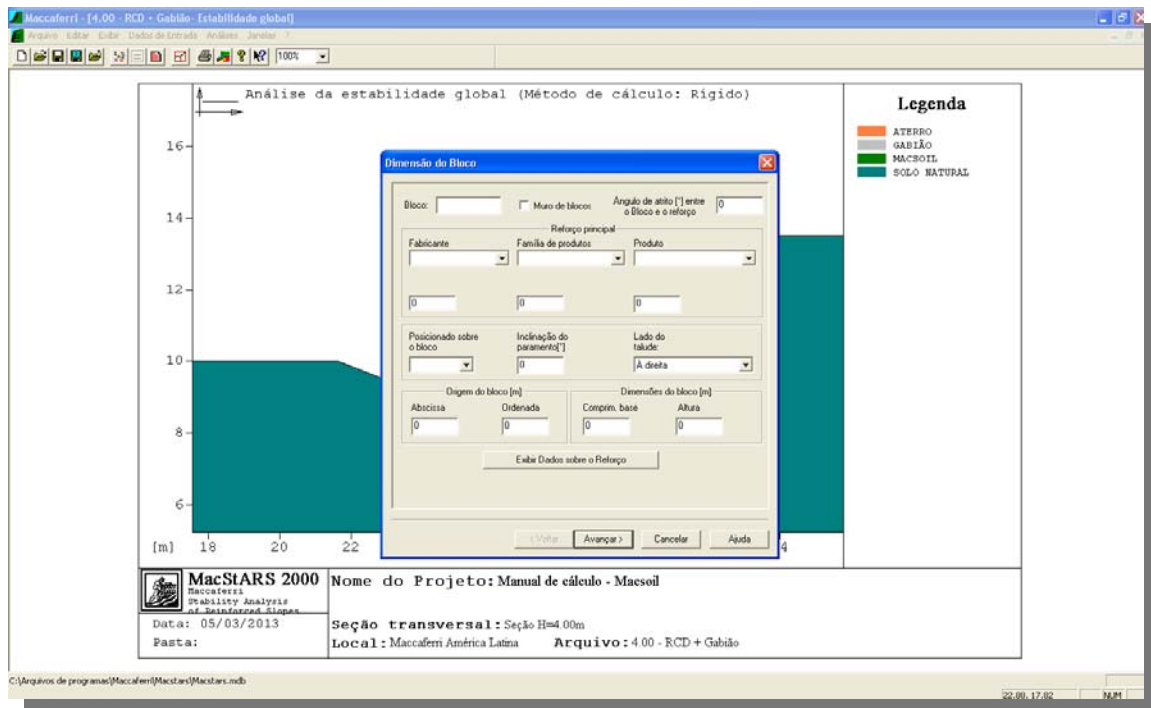 Maccaferri - [4.00 - RCD + Gabião- Estabilidade global]
Arquivo Editar Exibir Dados de Entrada Análises Janelas ?
100%
Análise da estabilidade global (Método de cálculo: Rígido)
Legenda
ATERRO
GABIÃO
MACSOIL
SOLO NATURAL
16
14
12
10
8
6
[m] 18 20 22
4
Dimensão do Bloco
Bloco:
Muro de blocos
Ângulo de atrito [°] entre
o Bloco e o reforço
0
Reforço principal
Fabricante Família de produtos Produto
0 0 0
Posicionado sobre
o bloco
Inclinação do
paramento[°]
0
Lado do
talude:
À direita
Origem do bloco [m]
Abscissa Ordenada
0 0
Dimensões do bloco [m]
Comprim. base Altura
0 0
Exibir Dados sobre o Reforço
< Voltar Avançar > Cancelar Ajuda
MacStARS 2000
Maccaferri
Stability Analysis
of Reinforced Slopes
Data: 05/03/2013
Pasta:
Nome do Projeto: Manual de cálculo - Macsoil
Seção transversal: Seção H=4.00m
Local: Maccaferri América Latina Arquivo: 4.00 - RCD + Gabião
C:\Arquivos de programas\Maccaferri\Macstars\Macstars.mdb
22.00, 17.02 NUM